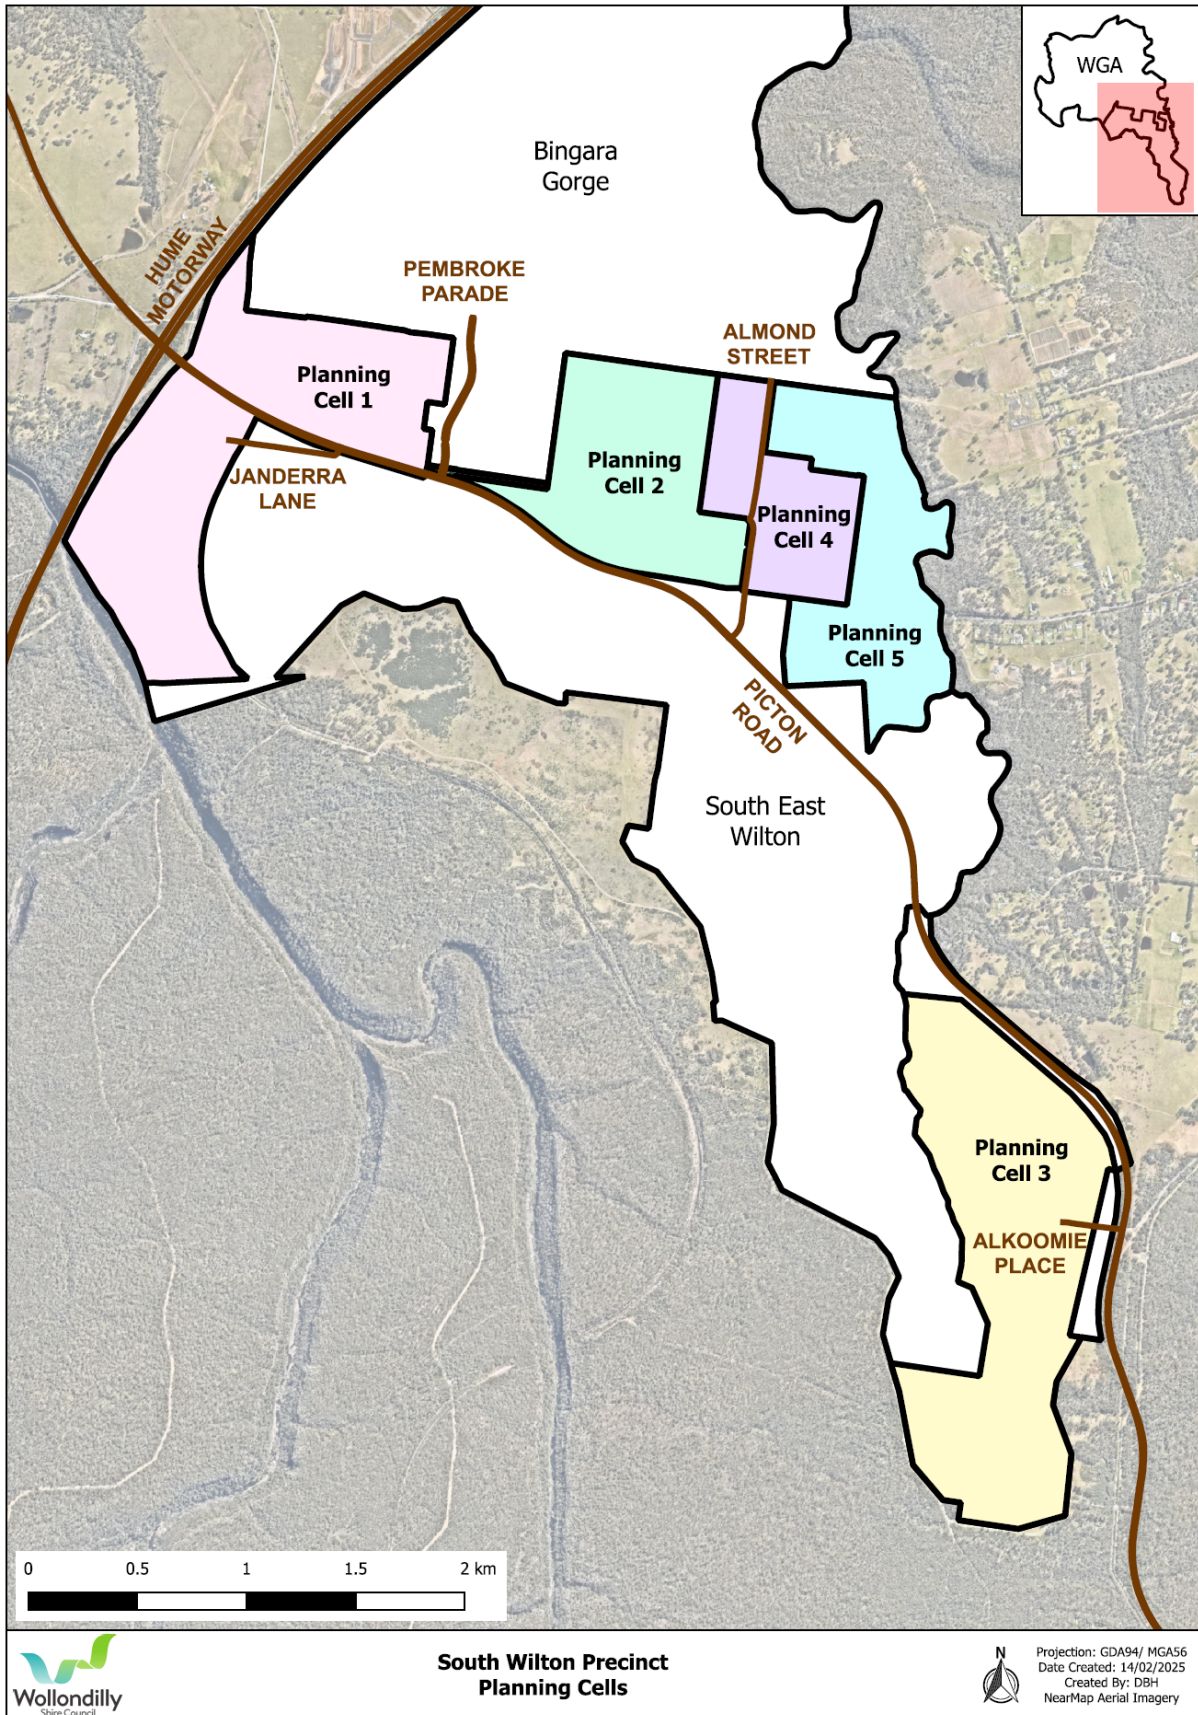 WGA
Bingara
Gorge
HUME
MOTORWAY
PEMBROKE
PARADE
ALMOND
STREET
Planning
Cell 1
JANDERRA
LANE
Planning
Cell 2
Planning
Cell 4
Planning
Cell 5
PICTON
ROAD
South East
Wilton
Planning
Cell 3
ALKOOMIE
PLACE
0 0.5 1 1.5 2 km
Wollondilly
Shire Council
South Wilton Precinct
Planning Cells
N
Projection: GDA94/ MGA56
Date Created: 14/02/2025
Created By: DBH
NearMap Aerial Imagery